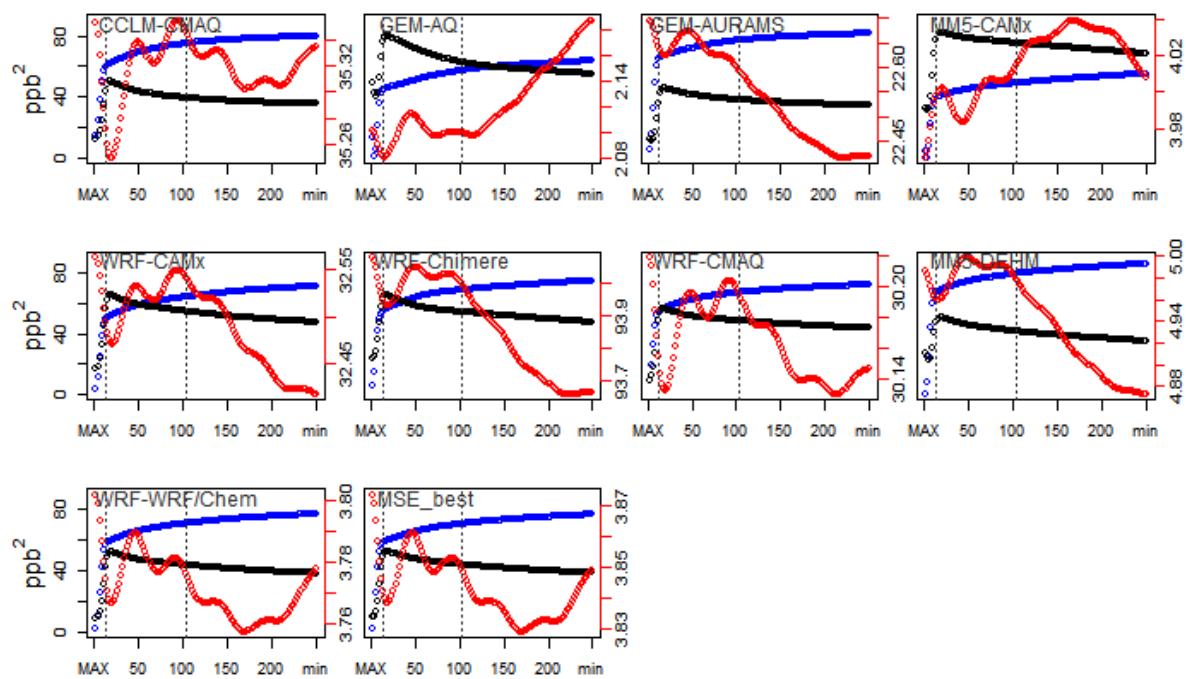 CCLM-CMAQ
GEM-AQ
GEM-AURAMS
MM5-CAMx
ppb2
80
40
0
35.32
35.26
2.14
2.08
22.60
22.45
4.02
3.98
MAX 50 100 150 200 min
MAX 50 100 150 200 min
MAX 50 100 150 200 min
MAX 50 100 150 200 min
WRF-CAMx
WRF-Chimere
WRF-CMAQ
MM5-DEHM
ppb2
80
40
0
32.55
32.45
93.9
93.7
30.20
30.14
5.00
4.94
4.88
MAX 50 100 150 200 min
MAX 50 100 150 200 min
MAX 50 100 150 200 min
MAX 50 100 150 200 min
WRF-WRF/Chem
MSE_best
ppb2
80
40
0
3.80
3.78
3.76
3.87
3.85
3.83
MAX 50 100 150 200 min
MAX 50 100 150 200 min